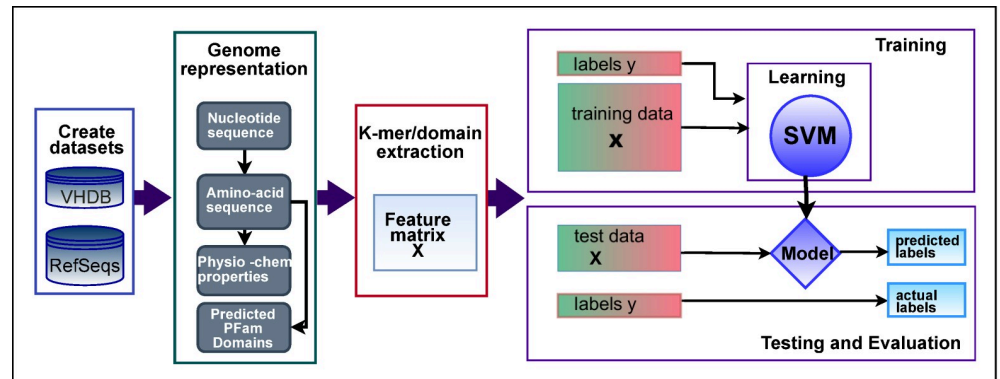 Create
datasets
VHDB
RefSeqs
Genome
representation
Nucleotide
sequence
Amino-acid
sequence
Physio -chem
properties
Predicted
PFam
Domains
K-mer/domain
extraction
Feature
matrix
X
Training
labels y
training data
x
Learning
SVM
test data
X
Model
predicted
labels
labels y
actual
labels
Testing and Evaluation